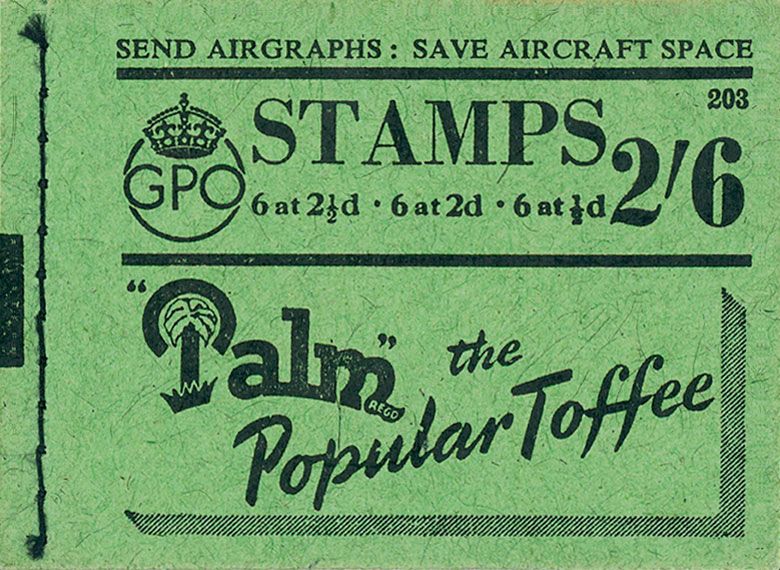 SEND AIRGRAPHS : SAVE AIRCRAFT SPACE
203
GPO
STAMPS 2/6
6 at 2½d · 6 at 2d · 6 at ½d
"Palm" the
REGD
Popular Toffee